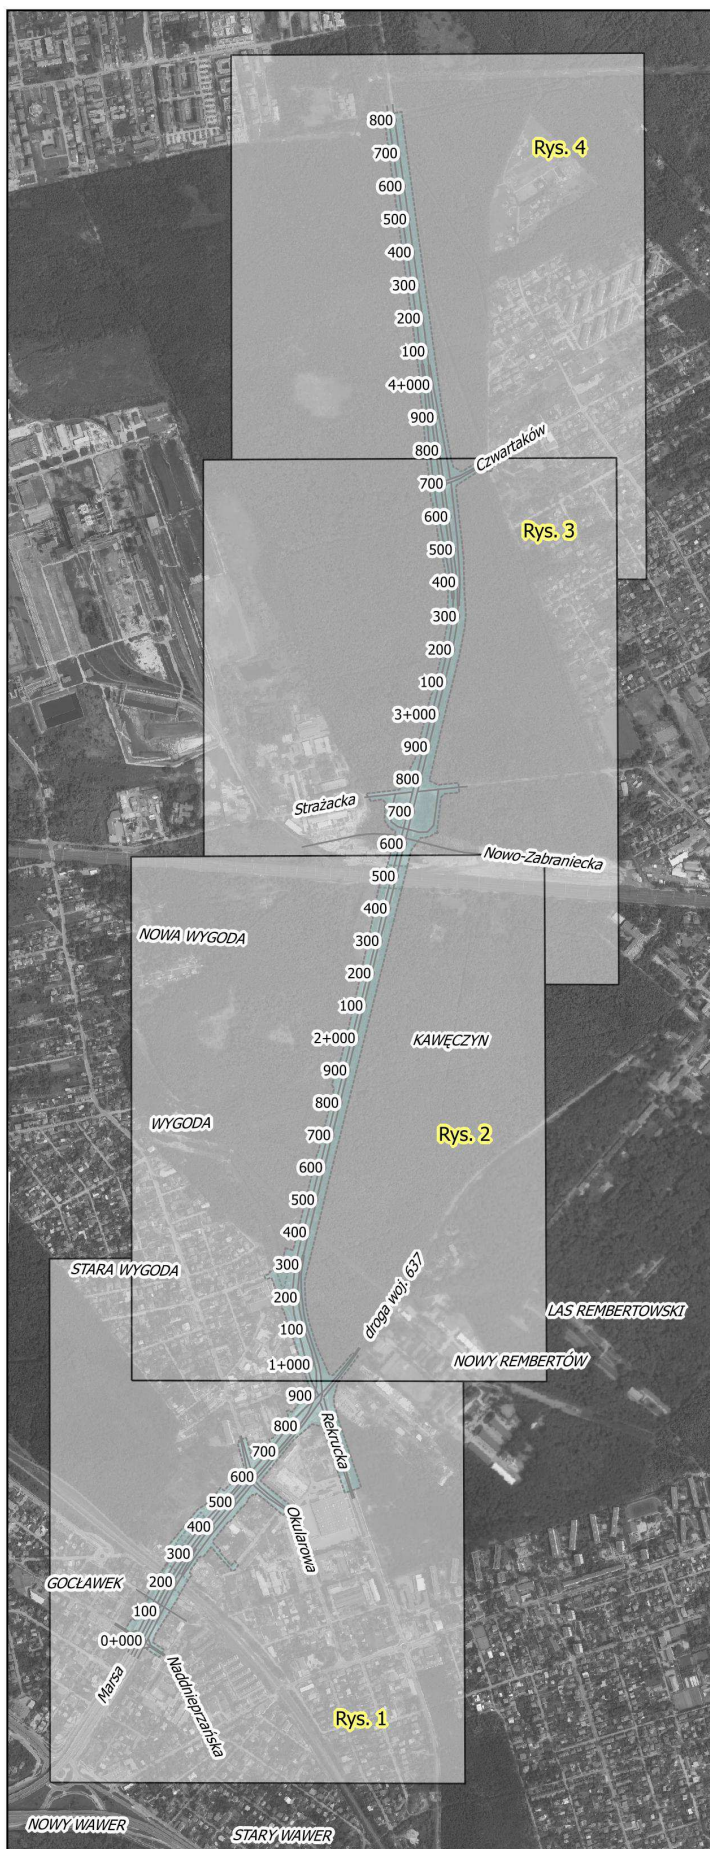 800
Rys. 4
700
600
500
400
300
200
100
4+000
900
800
Czwartaków
700
600
Rys. 3
500
400
300
200
100
3+000
900
800
Strażacka
700
600
Nowo-Zabraniecka
500
400
NOWA WYGODA
300
200
100
2+000
KAWĘCZYN
900
800
WYGODA
700
Rys. 2
600
500
400
300
STARA WYGODA
droga woj. 637
200
LAS REMBERTOWSKI
100
1+000
NOWY REMBERTÓW
900
800
Rekrucka
700
600
500
Okularowa
400
300
200
GOCŁAWEK
100
0+000
Marsa
Naddnieprzańska
Rys. 1
NOWY WAWER
STARY WAWER